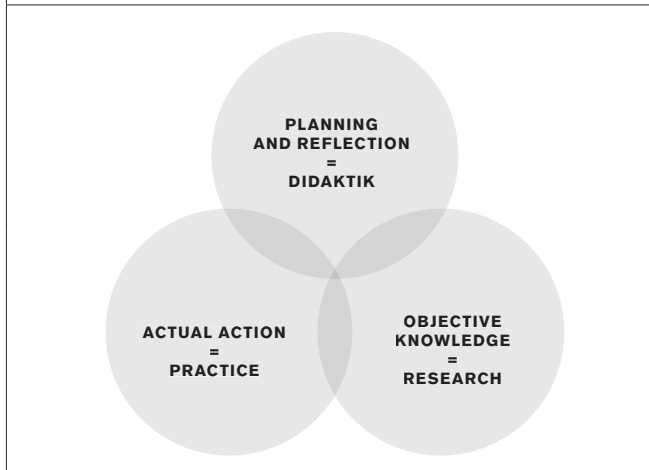 PLANNING
AND REFLECTION
=
DIDAKTIK
ACTUAL ACTION
=
PRACTICE
OBJECTIVE
KNOWLEDGE
=
RESEARCH